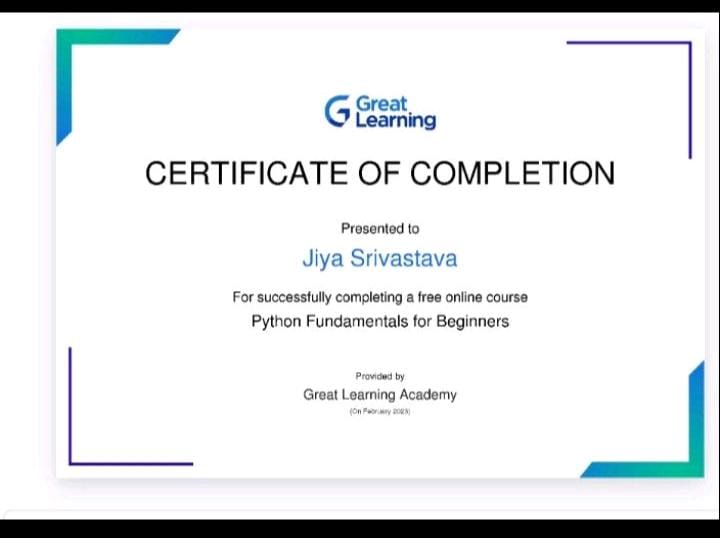 Great
Learning
CERTIFICATE OF COMPLETION
Presented to
Jiya Srivastava
For successfully completing a free online course
Python Fundamentals for Beginners
Provided by
Great Learning Academy
(On February 2023)